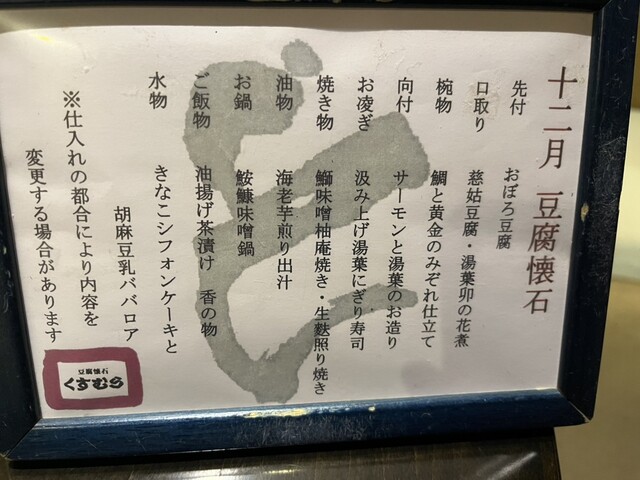 十二月 豆腐懐石
先付 おぼろ豆腐
口取り 慈姑豆腐・湯葉卯の花煮
椀物 鯛と黄金のみぞれ仕立て
向付 サーモンと湯葉のお造り
お凌ぎ 汲み上げ湯葉にぎり寿司
焼き物 鰤味噌柚庵焼き・生麩照り焼き
油物 海老芋煎り出汁
お鍋 鮟鱇味噌鍋
ご飯物 油揚げ茶漬け 香の物
水物 きなこシフォンケーキと
胡麻豆乳ババロア
※仕入れの都合により内容を
変更する場合があります
豆腐懐石
くすむら